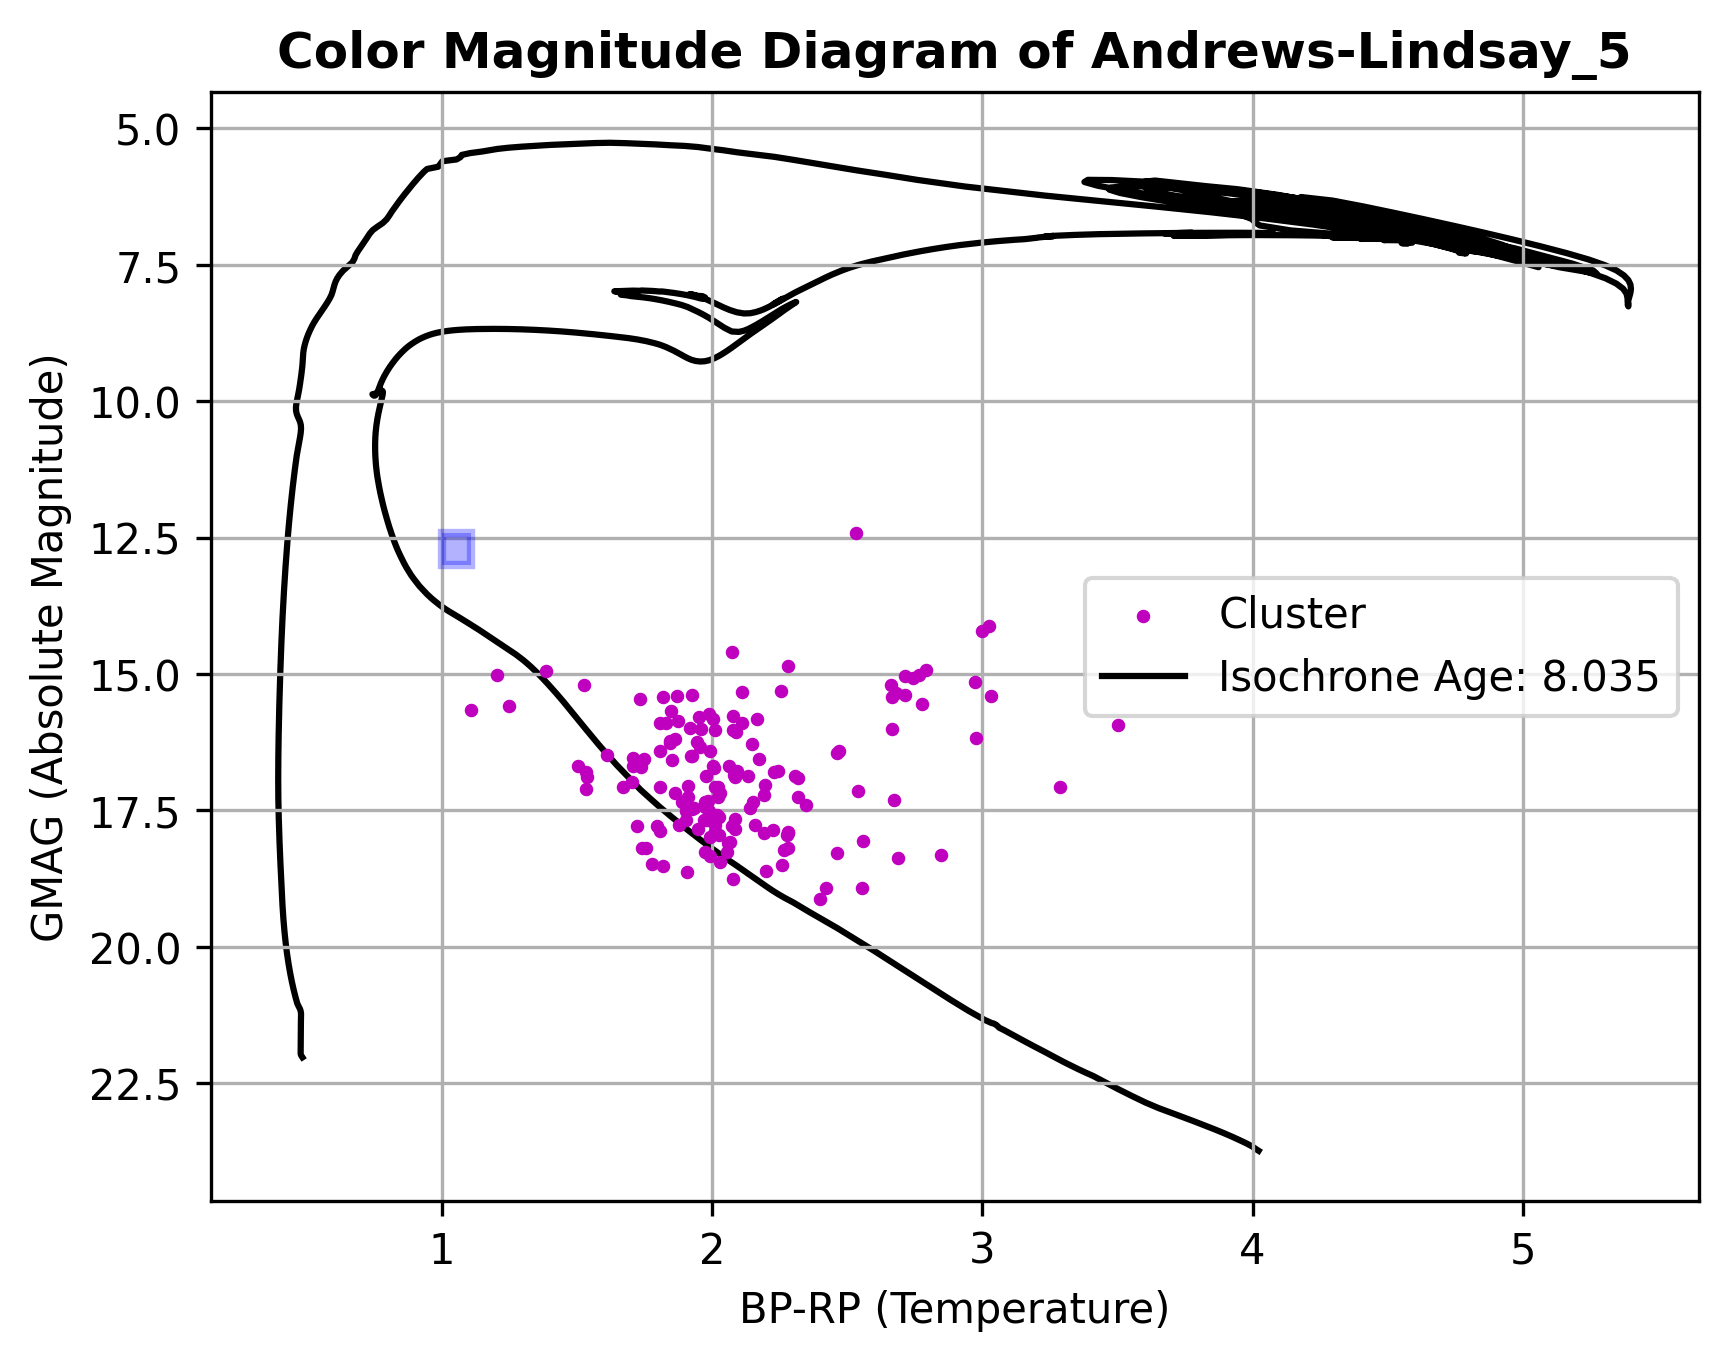 Color Magnitude Diagram of Andrews-Lindsay_5
5.0
7.5
10.0
12.5
15.0
17.5
20.0
22.5
GMAG (Absolute Magnitude)
Cluster
Isochrone Age: 8.035
1 2 3 4 5
BP-RP (Temperature)